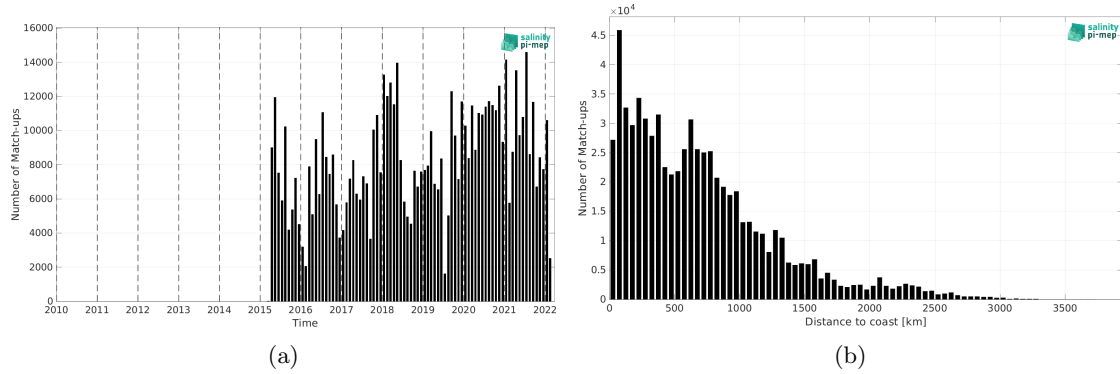 16000
14000
12000
10000
8000
6000
4000
2000
0
Number of Match-ups
2010 2011 2012 2013 2014 2015 2016 2017 2018 2019 2020 2021 2022
Time
salinity
pi-mep
(a)
×10⁴
4.5
4
3.5
3
2.5
2
1.5
1
0.5
0
Number of Match-ups
0 500 1000 1500 2000 2500 3000 3500
Distance to coast [km]
salinity
pi-mep
(b)